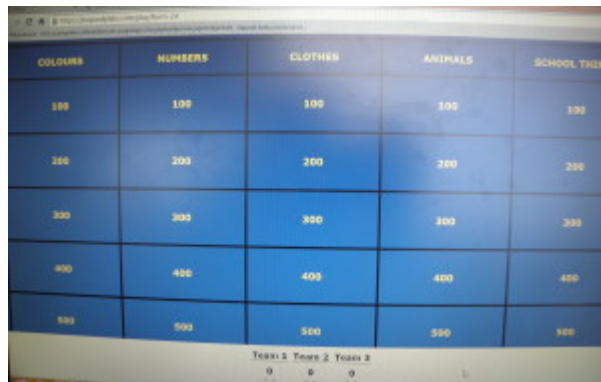 COLOURS NUMBERS CLOTHES ANIMALS SCHOOL
100 100 100 100 100
200 200 200 200 200
300 300 300 300 300
400 400 400 400 400
500 500 500 500 500
Team 1 Team 2 Team 3
0 0 0